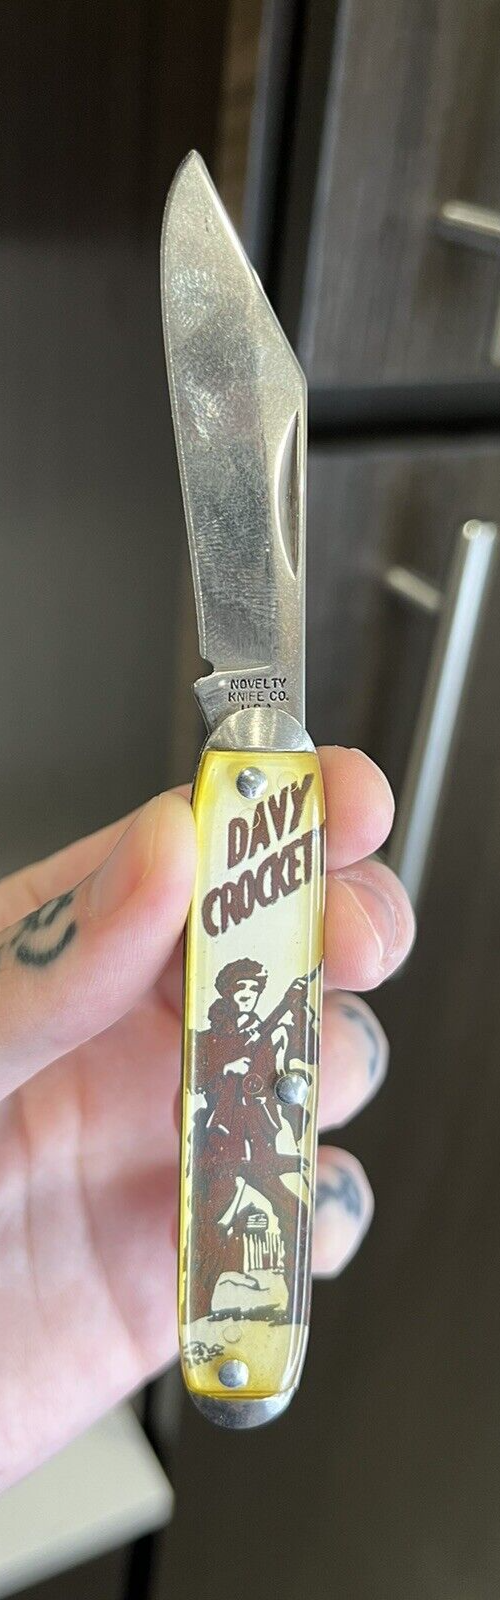 NOVELTY
KNIFE CO.
U.S.A.
DAVY
CROCKETT